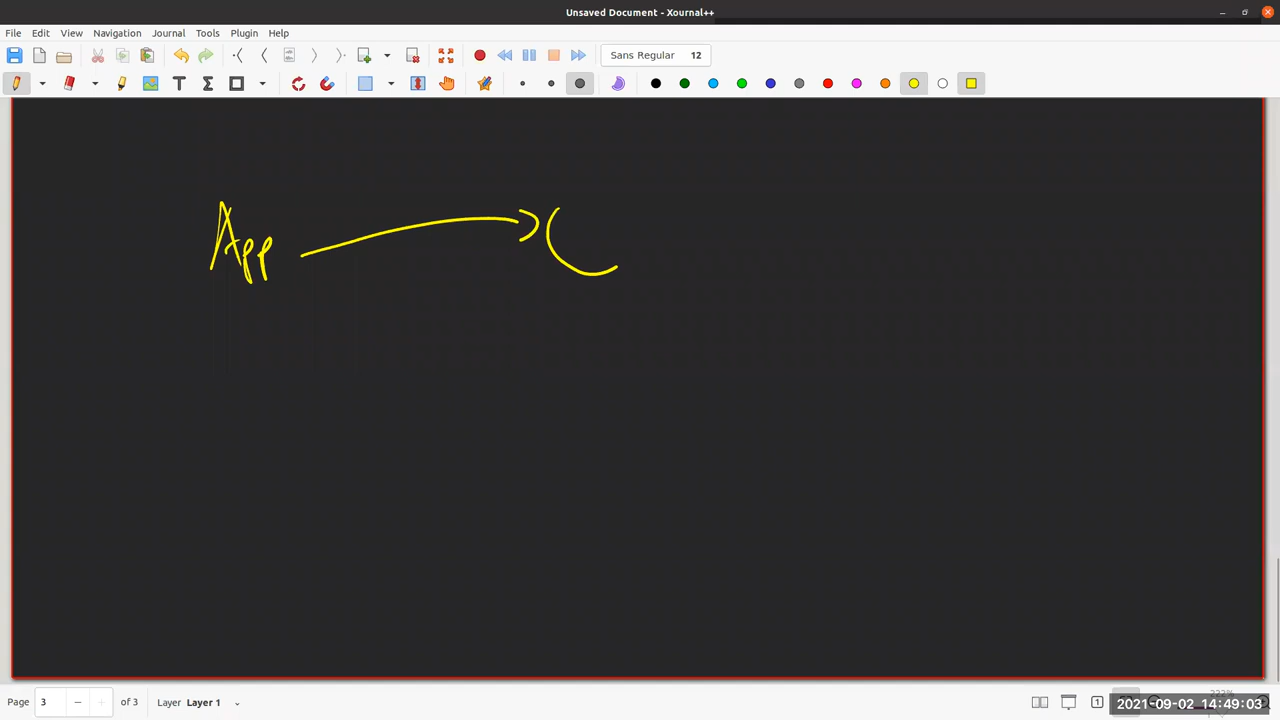 Unsaved Document - Xournal++
File Edit View Navigation Journal Tools Plugin Help
Sans Regular 12
App
Page 3 of 3 Layer Layer 1
222%
2021-09-02 14:49:03